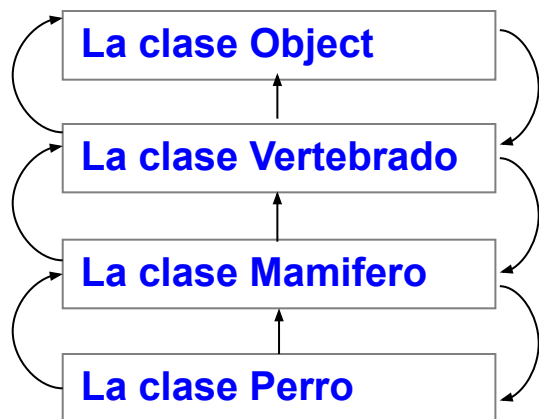 La clase Object
La clase Vertebrado
La clase Mamifero
La clase Perro